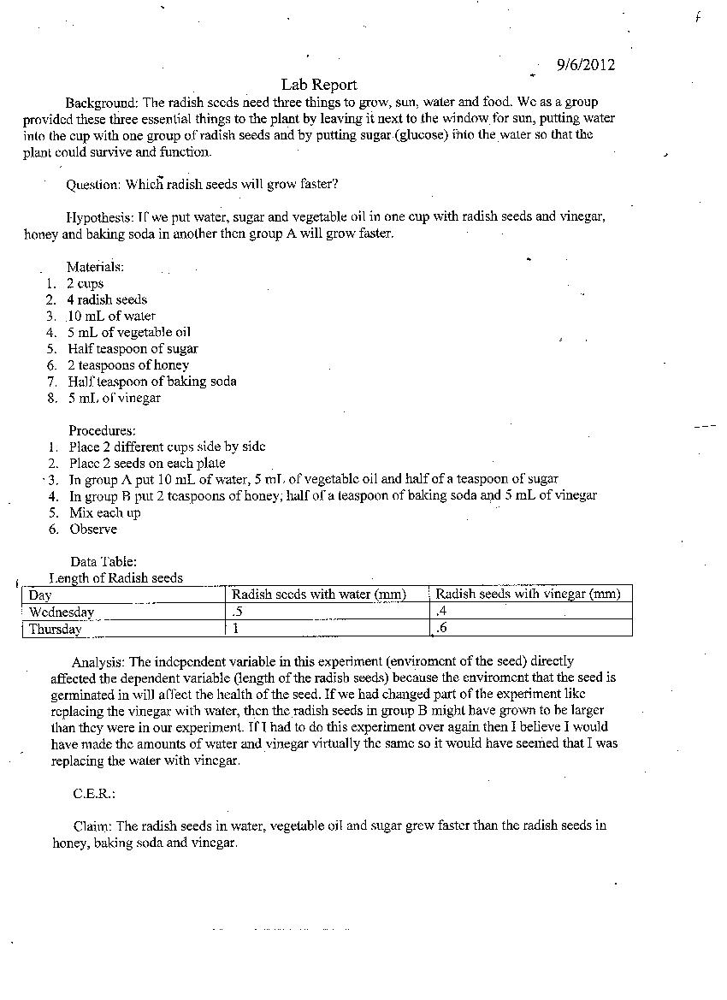 9/6/2012
Lab Report
Background: The radish seeds need three things to grow, sun, water and food. We as a group
provided these three essential things to the plant by leaving it next to the window for sun, putting water
into the cup with one group of radish seeds and by putting sugar (glucose) into the water so that the
plant could survive and function.
Question: Which radish seeds will grow faster?
Hypothesis: If we put water, sugar and vegetable oil in one cup with radish seeds and vinegar,
honey and baking soda in another then group A will grow faster.
Materials:
1. 2 cups
2. 4 radish seeds
3. 10 mL of water
4. 5 mL of vegetable oil
5. Half teaspoon of sugar
6. 2 teaspoons of honey
7. Half teaspoon of baking soda
8. 5 mL of vinegar
Procedures:
1. Place 2 different cups side by side
2. Place 2 seeds on each plate
3. In group A put 10 mL of water, 5 mL of vegetable oil and half of a teaspoon of sugar
4. In group B put 2 teaspoons of honey, half of a teaspoon of baking soda and 5 mL of vinegar
5. Mix each up
6. Observe
Data Table:
Length of Radish seeds
Day Radish seeds with water (mm) Radish seeds with vinegar (mm)
Wednesday .5 .4
Thursday 1 .6
Analysis: The independent variable in this experiment (enviroment of the seed) directly
affected the dependent variable (length of the radish seeds) because the enviroment that the seed is
germinated in will affect the health of the seed. If we had changed part of the experiment like
replacing the vinegar with water, then the radish seeds in group B might have grown to be larger
than they were in our experiment. If I had to do this experiment over again then I believe I would
have made the amounts of water and vinegar virtually the same so it would have seemed that I was
replacing the water with vinegar.
C.E.R.:
Claim: The radish seeds in water, vegetable oil and sugar grew faster than the radish seeds in
honey, baking soda and vinegar.